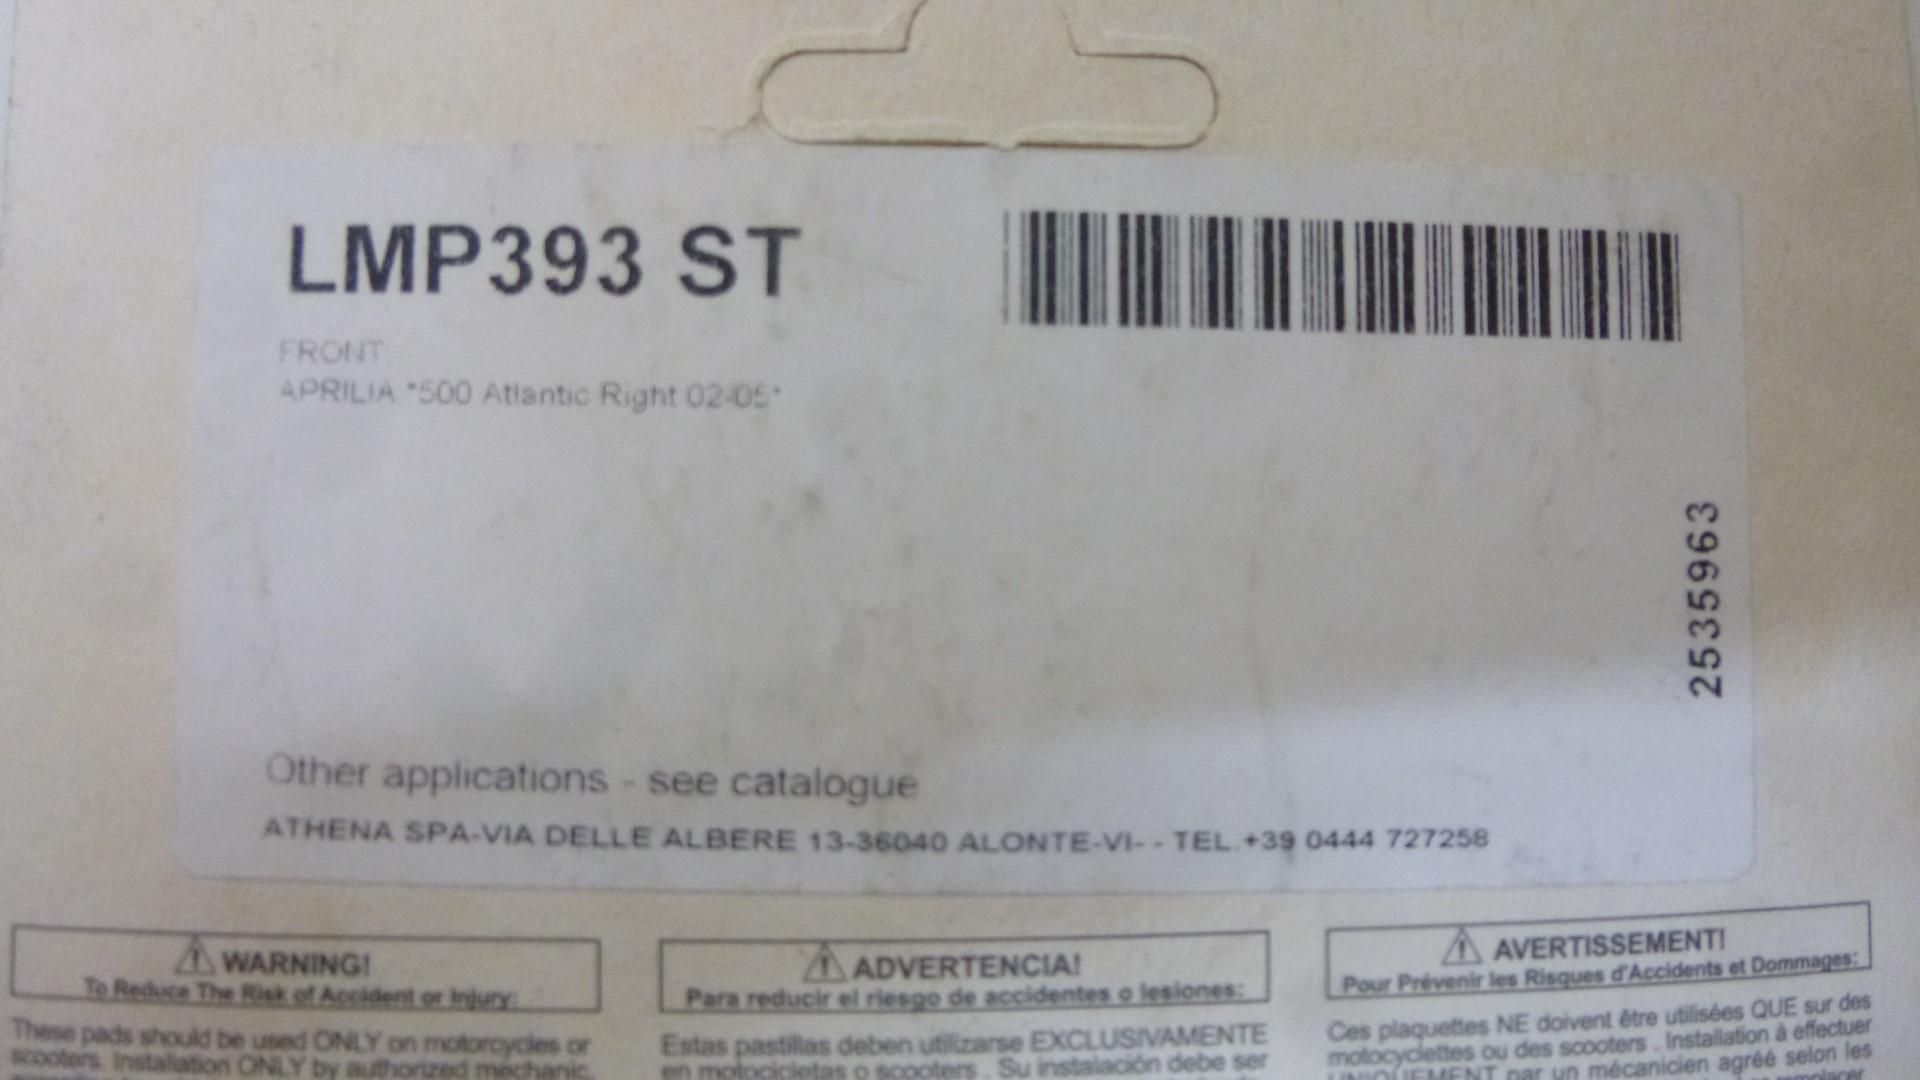 LMP393 ST
FRONT:
APRILIA "500 Atlantic Right 02-05"
2535963
Other applications - see catalogue
ATHENA SPA-VIA DELLE ALBERE 13-36040 ALONTE-VI- - TEL.+39 0444 727258
WARNING!
To Reduce The Risk of Accident or Injury:
These pads should be used ONLY on motorcycles or
scooters. Installation ONLY by authorized mechanic,
ADVERTENCIA!
Para reducir el riesgo de accidentes o lesiones:
Estas pastillas deben utilizarse EXCLUSIVAMENTE
en motocicletas o scooters . Su instalación debe ser
AVERTISSEMENT!
Pour Prévenir les Risques d'Accidents et Dommages:
Ces plaquettes NE doivent être utilisées QUE sur des
motocyclettes ou des scooters . Installation à effectuer
UNIQUEMENT par un mécanicien agréé selon les